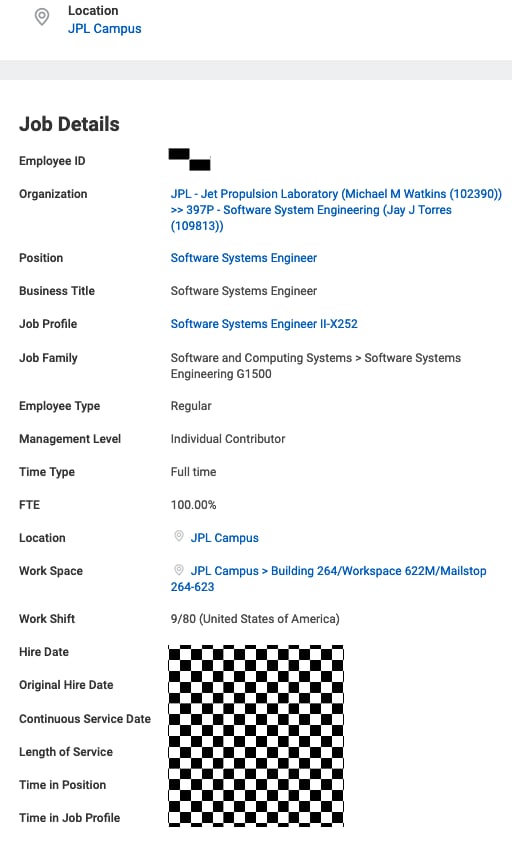 Location
JPL Campus
Job Details
Employee ID
Organization
JPL - Jet Propulsion Laboratory (Michael M Watkins (102390))
>> 397P - Software System Engineering (Jay J Torres
(109813))
Position
Software Systems Engineer
Business Title
Software Systems Engineer
Job Profile
Software Systems Engineer II-X252
Job Family
Software and Computing Systems > Software Systems
Engineering G1500
Employee Type
Regular
Management Level
Individual Contributor
Time Type
Full time
FTE
100.00%
Location
JPL Campus
Work Space
JPL Campus > Building 264/Workspace 622M/Mailstop
264-623
Work Shift
9/80 (United States of America)
Hire Date
Original Hire Date
Continuous Service Date
Length of Service
Time in Position
Time in Job Profile